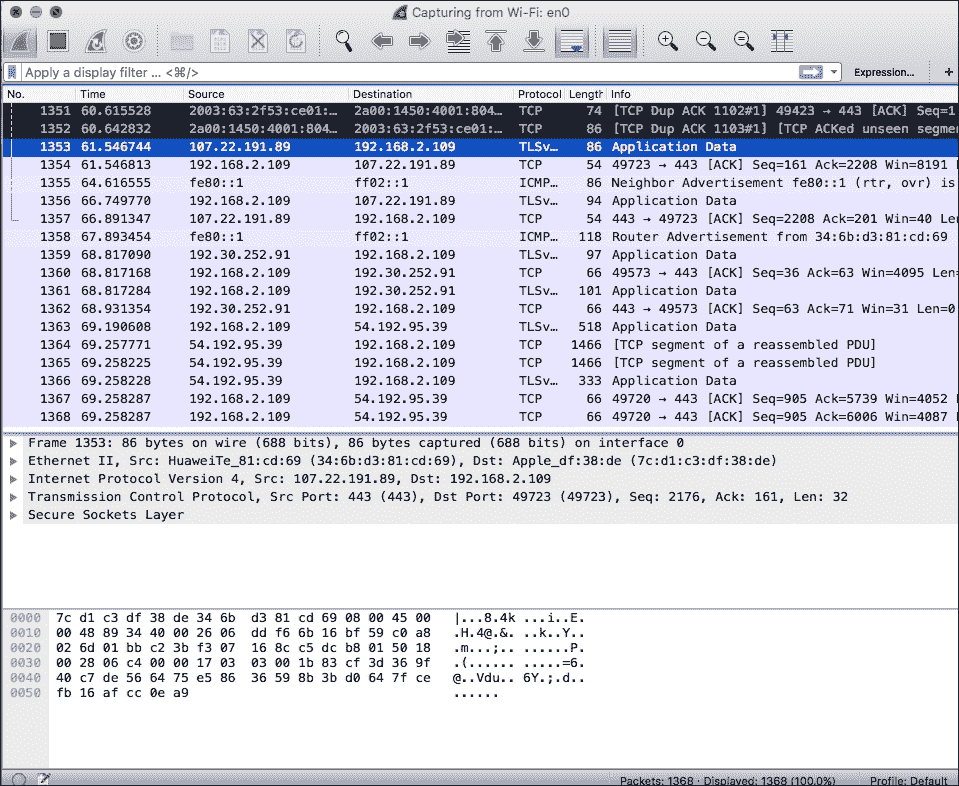 Capturing from Wi-Fi: en0
Apply a display filter ... <⌘/>
Expression... +
No. Time Source Destination Protocol Length Info
1351 60.615528 2003:63:2f53:ce01:… 2a00:1450:4001:804… TCP 74 [TCP Dup ACK 1102#1] 49423 → 443 [ACK] Seq=1
1352 60.642832 2a00:1450:4001:804… 2003:63:2f53:ce01:… TCP 86 [TCP Dup ACK 1103#1] [TCP ACKed unseen segme
1353 61.546744 107.22.191.89 192.168.2.109 TLSv… 86 Application Data
1354 61.546813 192.168.2.109 107.22.191.89 TCP 54 49723 → 443 [ACK] Seq=161 Ack=2208 Win=8191
1355 64.616555 fe80::1 ff02::1 ICMP… 86 Neighbor Advertisement fe80::1 (rtr, ovr) is
1356 66.749770 192.168.2.109 107.22.191.89 TLSv… 94 Application Data
1357 66.891347 107.22.191.89 192.168.2.109 TCP 54 443 → 49723 [ACK] Seq=2208 Ack=201 Win=40 Le
1358 67.893454 fe80::1 ff02::1 ICMP… 118 Router Advertisement from 34:6b:d3:81:cd:69
1359 68.817090 192.30.252.91 192.168.2.109 TLSv… 97 Application Data
1360 68.817168 192.168.2.109 192.30.252.91 TCP 66 49573 → 443 [ACK] Seq=36 Ack=63 Win=4095 Len=
1361 68.817284 192.168.2.109 192.30.252.91 TLSv… 101 Application Data
1362 68.931354 192.30.252.91 192.168.2.109 TCP 66 443 → 49573 [ACK] Seq=63 Ack=71 Win=31 Len=0
1363 69.190608 192.168.2.109 54.192.95.39 TLSv… 518 Application Data
1364 69.257771 54.192.95.39 192.168.2.109 TCP 1466 [TCP segment of a reassembled PDU]
1365 69.258225 54.192.95.39 192.168.2.109 TCP 1466 [TCP segment of a reassembled PDU]
1366 69.258228 54.192.95.39 192.168.2.109 TLSv… 333 Application Data
1367 69.258287 192.168.2.109 54.192.95.39 TCP 66 49720 → 443 [ACK] Seq=905 Ack=5739 Win=4052
1368 69.258287 192.168.2.109 54.192.95.39 TCP 66 49720 → 443 [ACK] Seq=905 Ack=6006 Win=4087
Frame 1353: 86 bytes on wire (688 bits), 86 bytes captured (688 bits) on interface 0
Ethernet II, Src: HuaweiTe_81:cd:69 (34:6b:d3:81:cd:69), Dst: Apple_df:38:de (7c:d1:c3:df:38:de)
Internet Protocol Version 4, Src: 107.22.191.89, Dst: 192.168.2.109
Transmission Control Protocol, Src Port: 443 (443), Dst Port: 49723 (49723), Seq: 2176, Ack: 161, Len: 32
Secure Sockets Layer
0000 7c d1 c3 df 38 de 34 6b d3 81 cd 69 08 00 45 00 |...8.4k ...i..E.
0010 00 48 89 34 40 00 26 06 dd f6 6b 16 bf 59 c0 a8 .H.4@.&. ..k..Y..
0020 02 6d 01 bb c2 3b f3 07 16 8c c5 dc b8 01 50 18 .m...;.. ......P.
0030 00 28 06 c4 00 00 17 03 03 00 1b 83 cf 3d 36 9f .(...... .....=6.
0040 40 c7 de 56 64 75 e5 86 36 59 8b 3b d0 64 7f ce @..Vdu.. 6Y.;.d..
0050 fb 16 af cc 0e a9 ......
Packets: 1368 · Displayed: 1368 (100.0%) Profile: Default